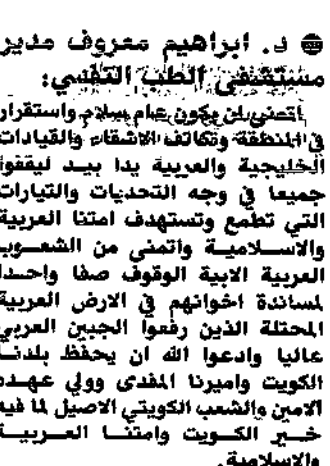 د. ابراهيم معروف مدير
مستشفى الطب النفسي:
أتمنى ان يكون عام سلام واستقرار
في المنطقة وتكاتف الاشقاء والقيادات
الخليجية والعربية يدا بيد ليقفوا
جميعا في وجه التحديات والتيارات
التي تطمع وتستهدف امتنا العربية
والاسلامية واتمنى من الشعوب
العربية الابية الوقوف صفا واحدا
لمساندة اخوانهم في الارض العربية
المحتلة الذين رفعوا الجبين العربي
عاليا وادعوا الله ان يحفظ بلدنا
الكويت واميرنا المفدى وولي عهده
الامين والشعب الكويتي الاصيل لما فيه
خير الكويت وامتنا العربية
والاسلامية.